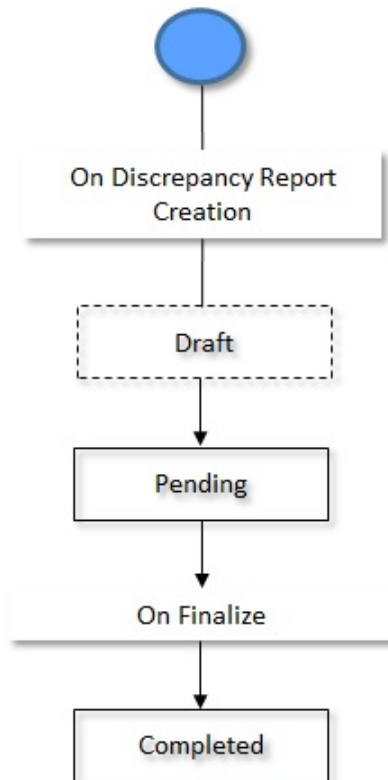 On Discrepancy Report
Creation
Draft
Pending
On Finalize
Completed